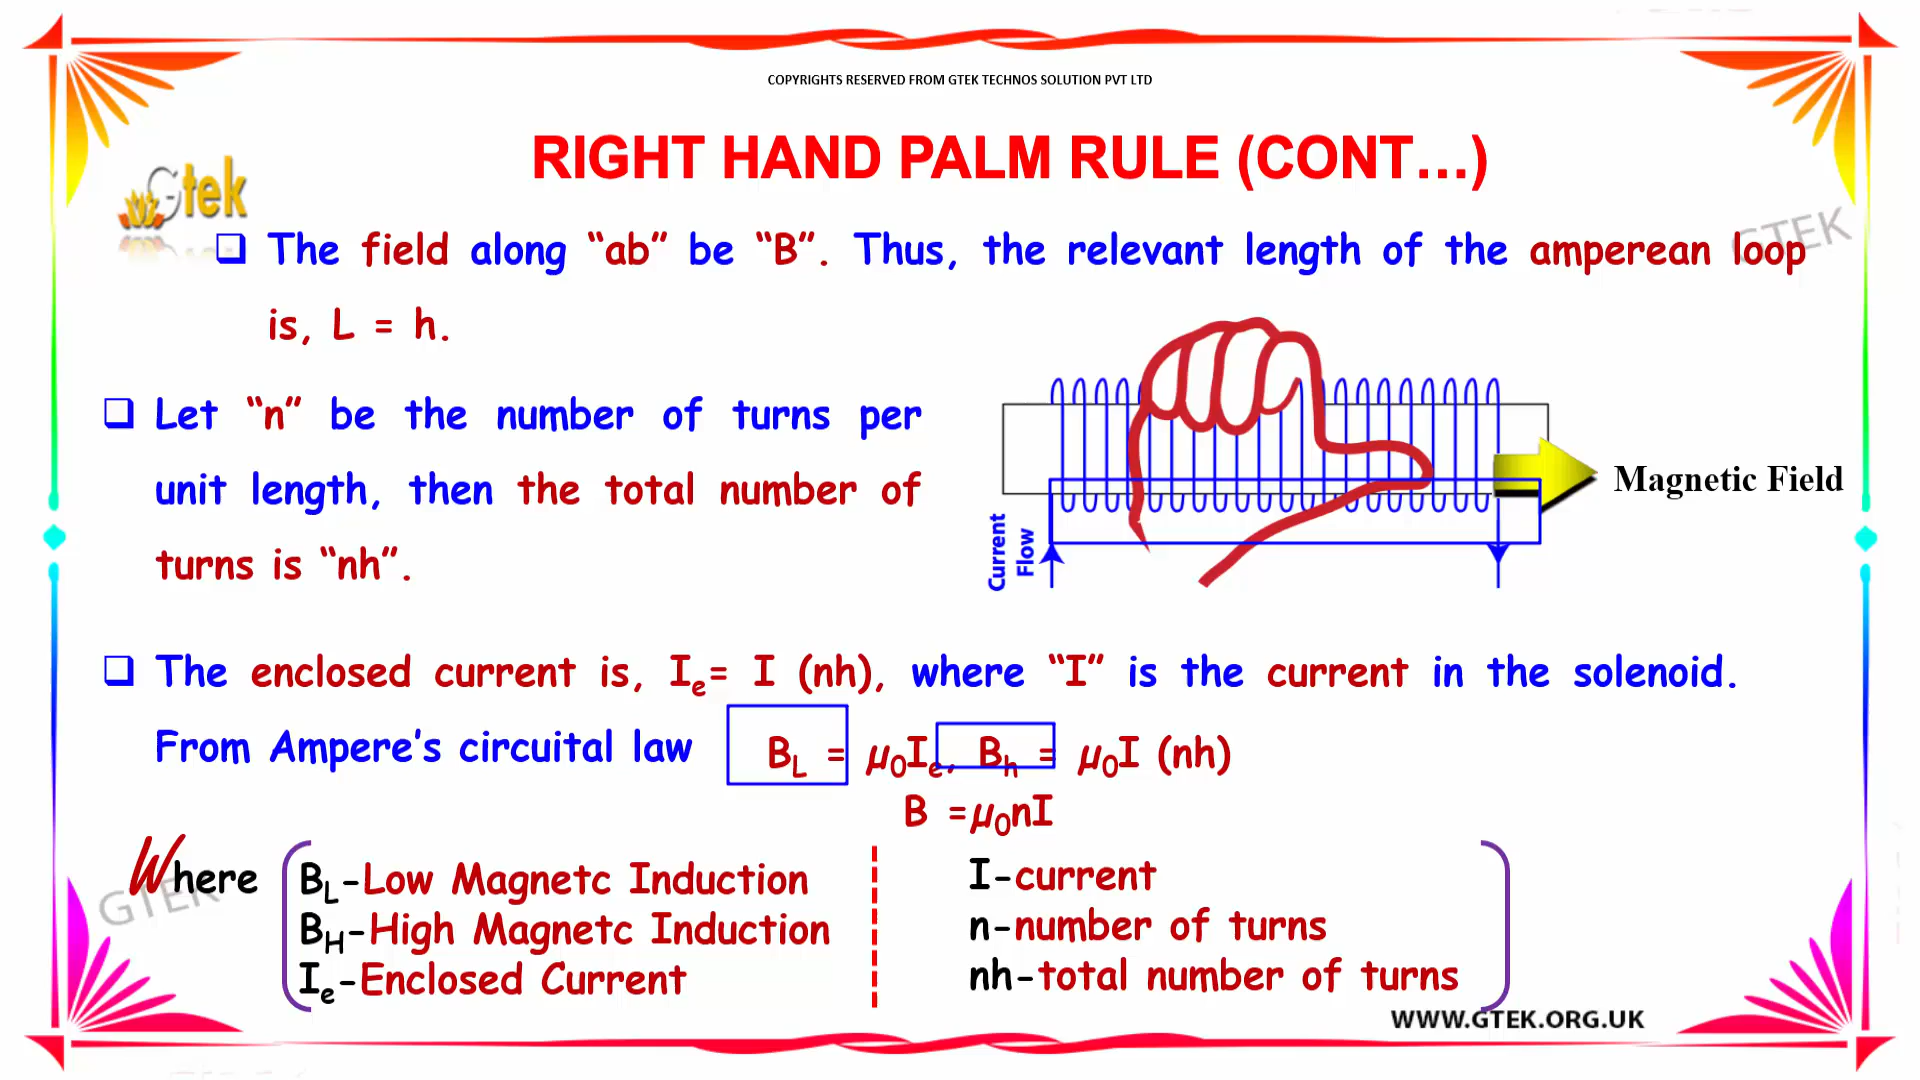 COPYRIGHTS RESERVED FROM GTEK TECHNOS SOLUTION PVT LTD
RIGHT HAND PALM RULE (CONT...)
Gtek
GTEK
❑ The field along “ab” be “B”. Thus, the relevant length of the amperean loop
is, L = h.
❑ Let “n” be the number of turns per
unit length, then the total number of
turns is “nh”.
Magnetic Field
Current
Flow
❑ The enclosed current is, Ie= I (nh), where “I” is the current in the solenoid.
From Ampere’s circuital law BL = µ0Ie, Bh = µ0I (nh)
B =µ0nI
Where
BL-Low Magnetc Induction
BH-High Magnetc Induction
Ie-Enclosed Current
I-current
n-number of turns
nh-total number of turns
GTEK
WWW.GTEK.ORG.UK